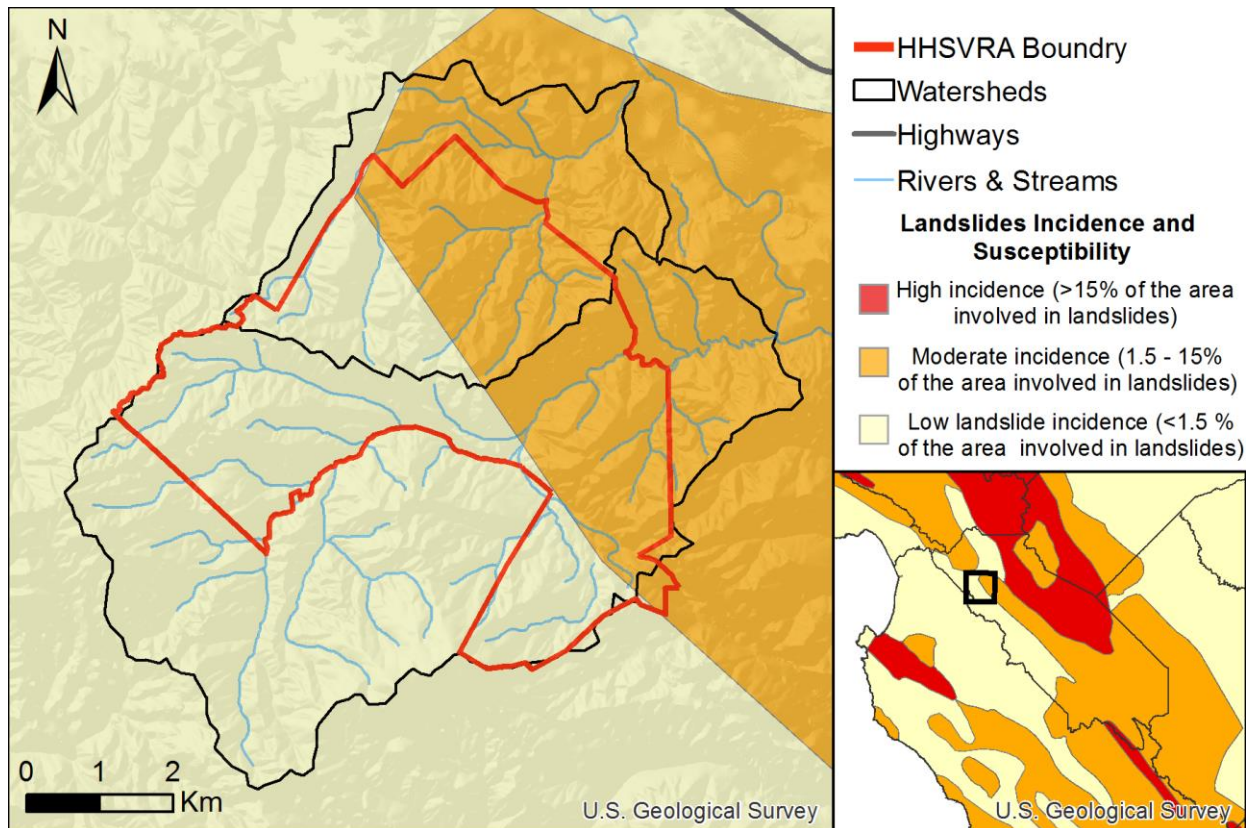 N
0 1 2
Km
U.S. Geological Survey
HHSVRA Boundry
Watersheds
Highways
Rivers & Streams
Landslides Incidence and
Susceptibility
High incidence (>15% of the area
involved in landslides)
Moderate incidence (1.5 - 15%
of the area involved in landslides)
Low landslide incidence (<1.5 %
of the area involved in landslides)
U.S. Geological Survey